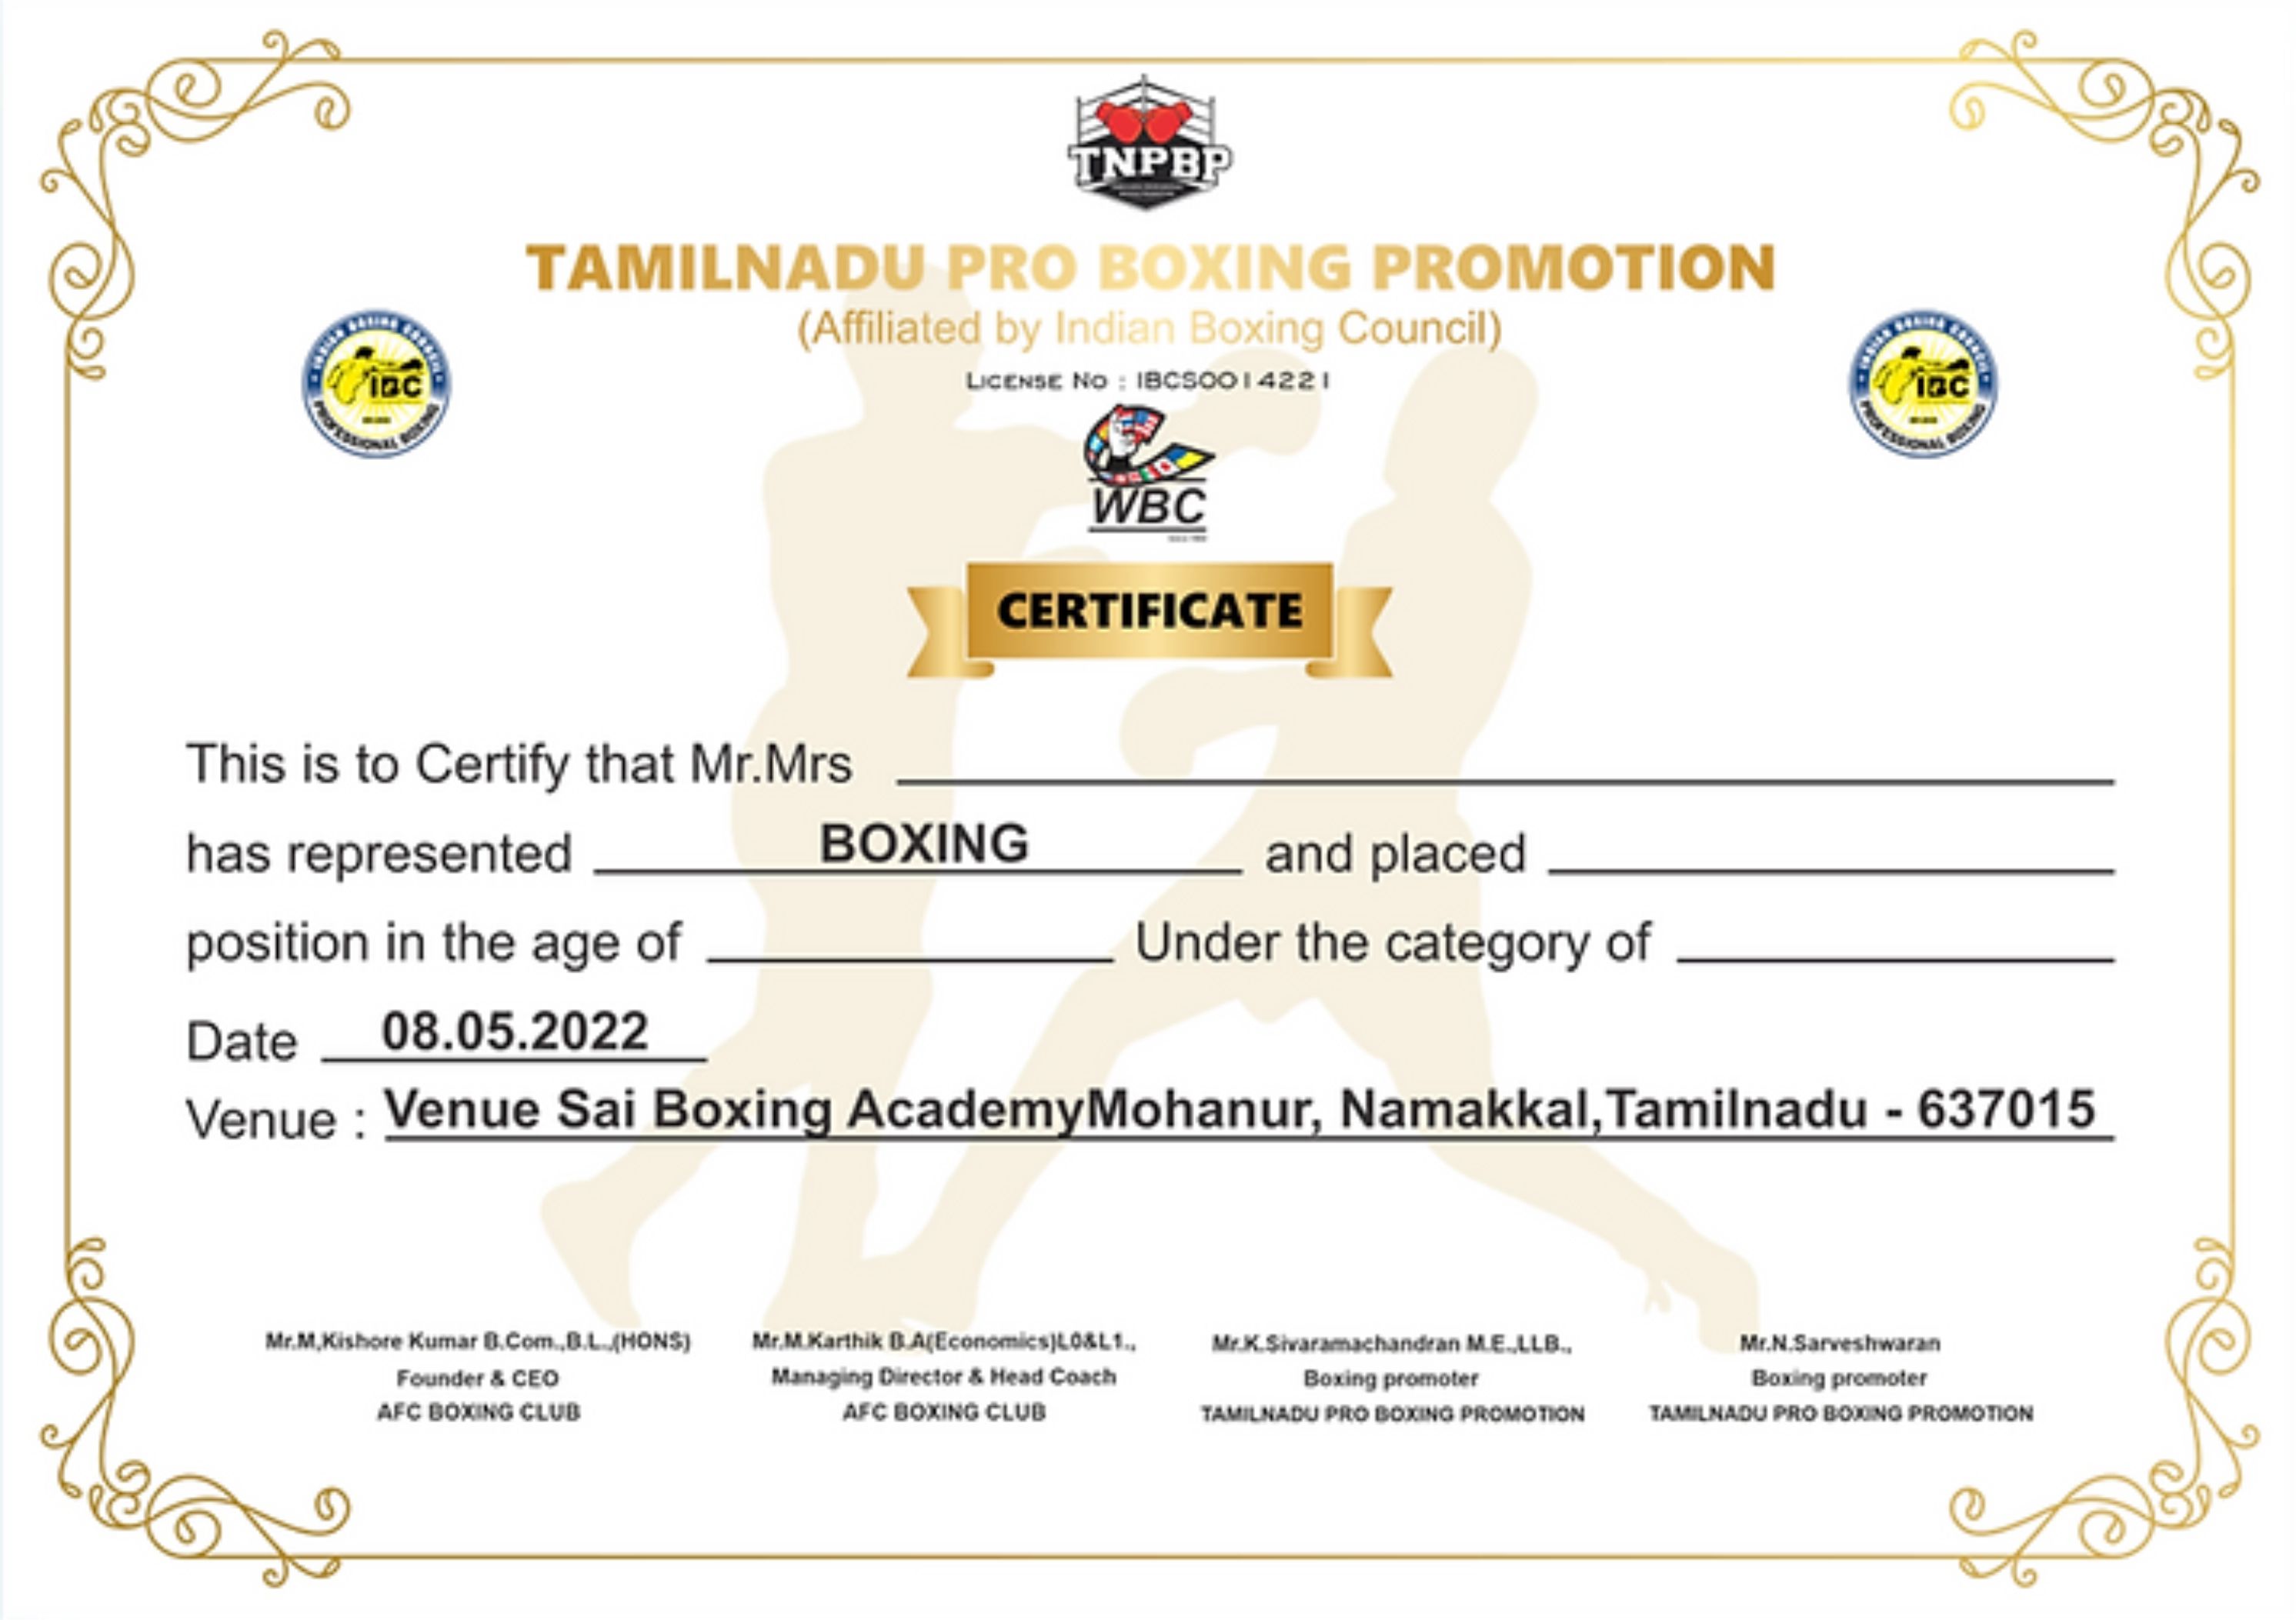 TNPBP
TAMILNADU PRO BOXING PROMOTION
(Affiliated by Indian Boxing Council)
LICENSE NO : IBCS0014221
INDIAN BOXING COUNCIL
IBC
PROFESSIONAL BOXING
INDIAN BOXING COUNCIL
IBC
PROFESSIONAL BOXING
WBC
CERTIFICATE
This is to Certify that Mr.Mrs
has represented BOXING and placed
position in the age of Under the category of
Date 08.05.2022
Venue : Venue Sai Boxing AcademyMohanur, Namakkal,Tamilnadu - 637015
Mr.M,Kishore Kumar B.Com.,B.L.,(HONS)
Founder & CEO
AFC BOXING CLUB
Mr.M.Karthik B.A(Economics)L0&L1.,
Managing Director & Head Coach
AFC BOXING CLUB
Mr.K.Sivaramachandran M.E.,LLB.,
Boxing promoter
TAMILNADU PRO BOXING PROMOTION
Mr.N.Sarveshwaran
Boxing promoter
TAMILNADU PRO BOXING PROMOTION